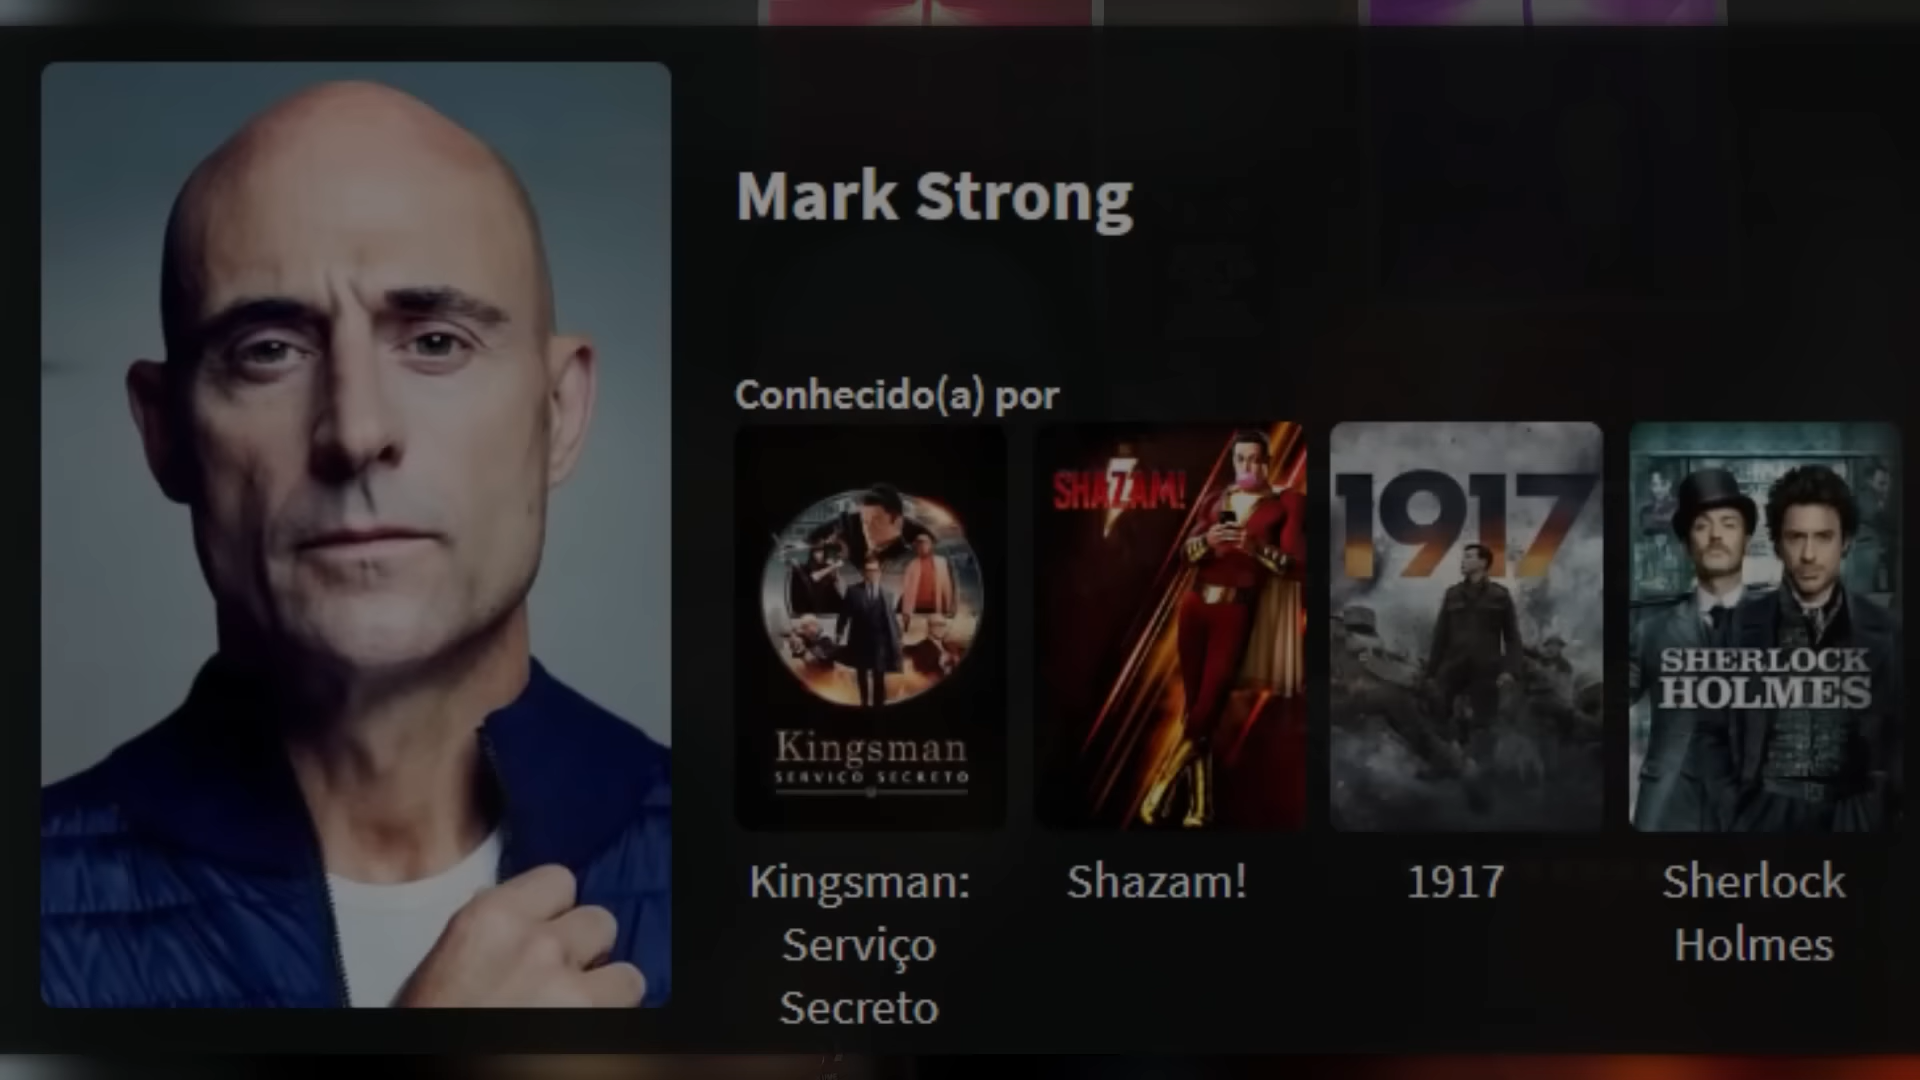 Mark Strong
Conhecido(a) por
SHAZAM!
1917
SHERLOCK
HOLMES
Kingsman
SERVIÇO SECRETO
Kingsman:
Serviço
Secreto
Shazam!
1917
Sherlock
Holmes